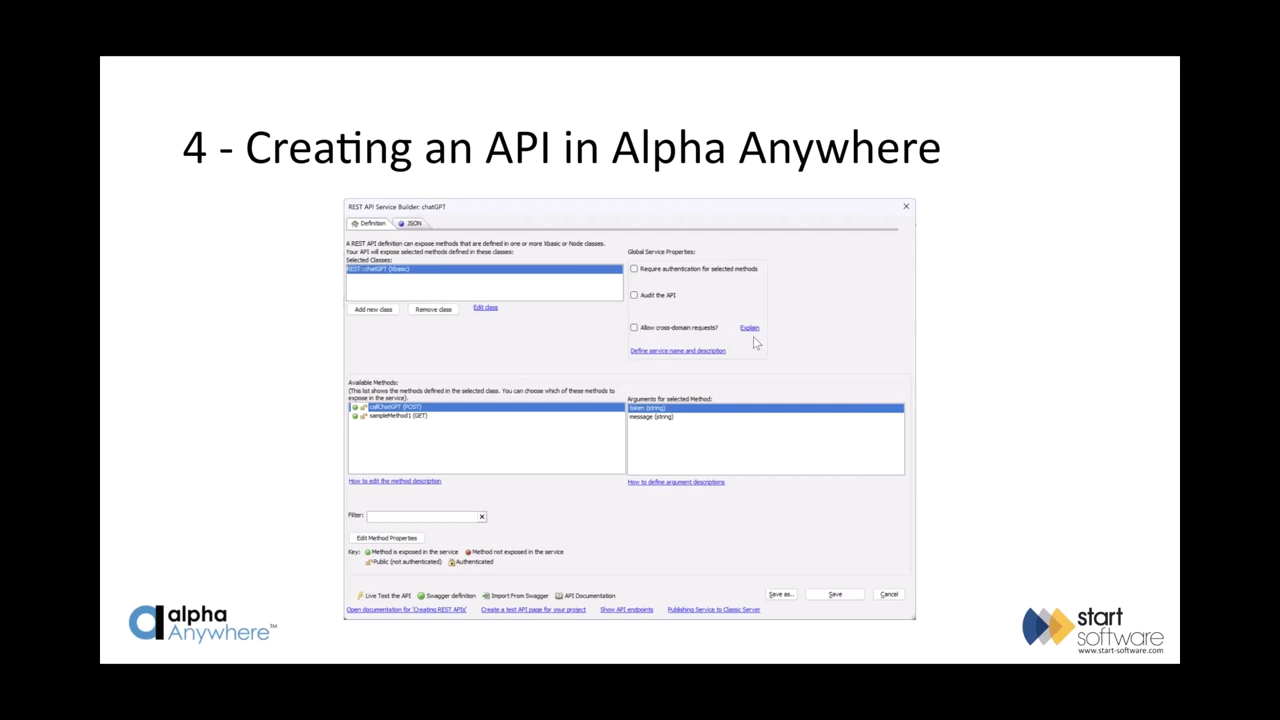 4 - Creating an API in Alpha Anywhere
REST API Service Builder: chatGPT
Definition
JSON
A REST API definition can expose methods that are defined in one or more Xbasic or Node classes.
Your API will expose selected methods defined in these classes:
Selected Classes:
REST::chatGPT (Xbasic)
Add new class
Remove class
Edit class
Global Service Properties:
Require authentication for selected methods
Audit the API
Allow cross-domain requests?
Explain
Define service name and description
Available Methods:
(This list shows the methods defined in the selected class. You can choose which of these methods to
expose in the service).
callChatGPT (POST)
sampleMethod1 (GET)
How to edit the method description
Arguments for selected Method:
token (string)
message (string)
How to define argument descriptions
Filter:
Edit Method Properties
Key: Method is exposed in the service Method not exposed in the service
Public (not authenticated) Authenticated
Live Test the API Swagger definition Import From Swagger API Documentation
Save as...
Save
Cancel
Open documentation for 'Creating REST APIs'
Create a test API page for your project
Show API endpoints
Publishing Service to Classic Server
alpha
Anywhere™
start
software
www.start-software.com